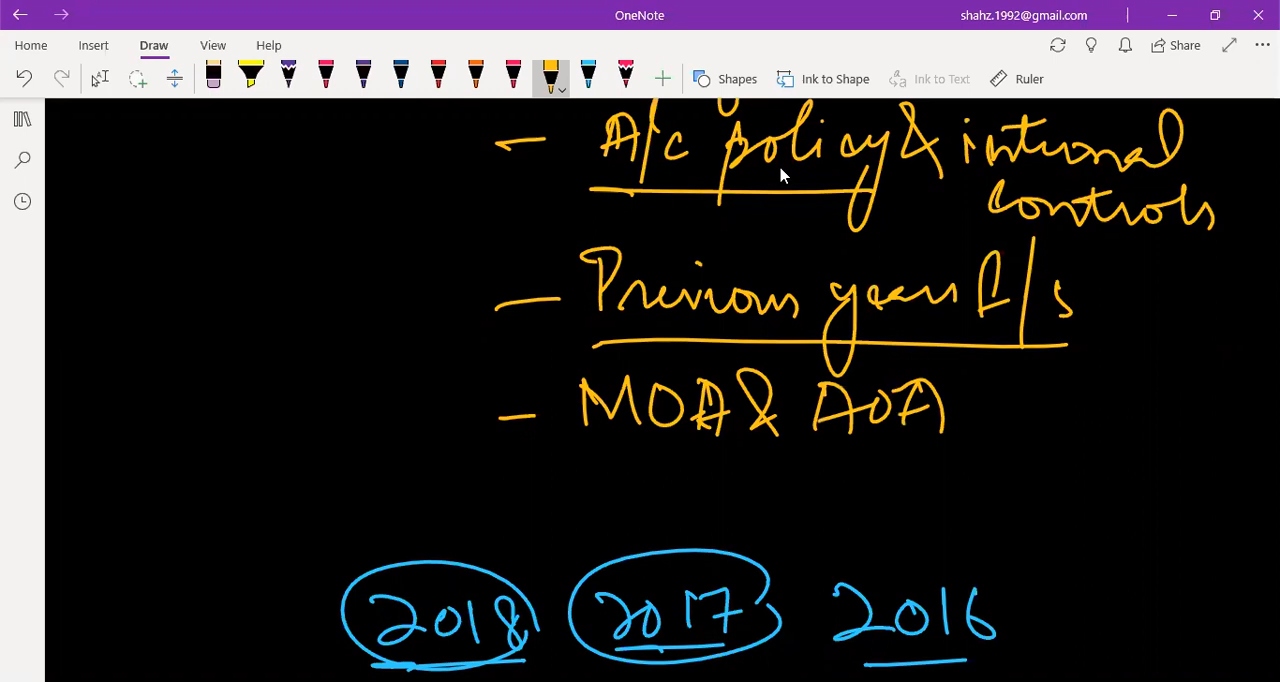 OneNote
shahz.1992@gmail.com
Home Insert Draw View Help
Share
Shapes Ink to Shape Ink to Text Ruler
– A/c policy & internal
controls
– Previous years f/s
– MOA & AOA
2018 2017 2016